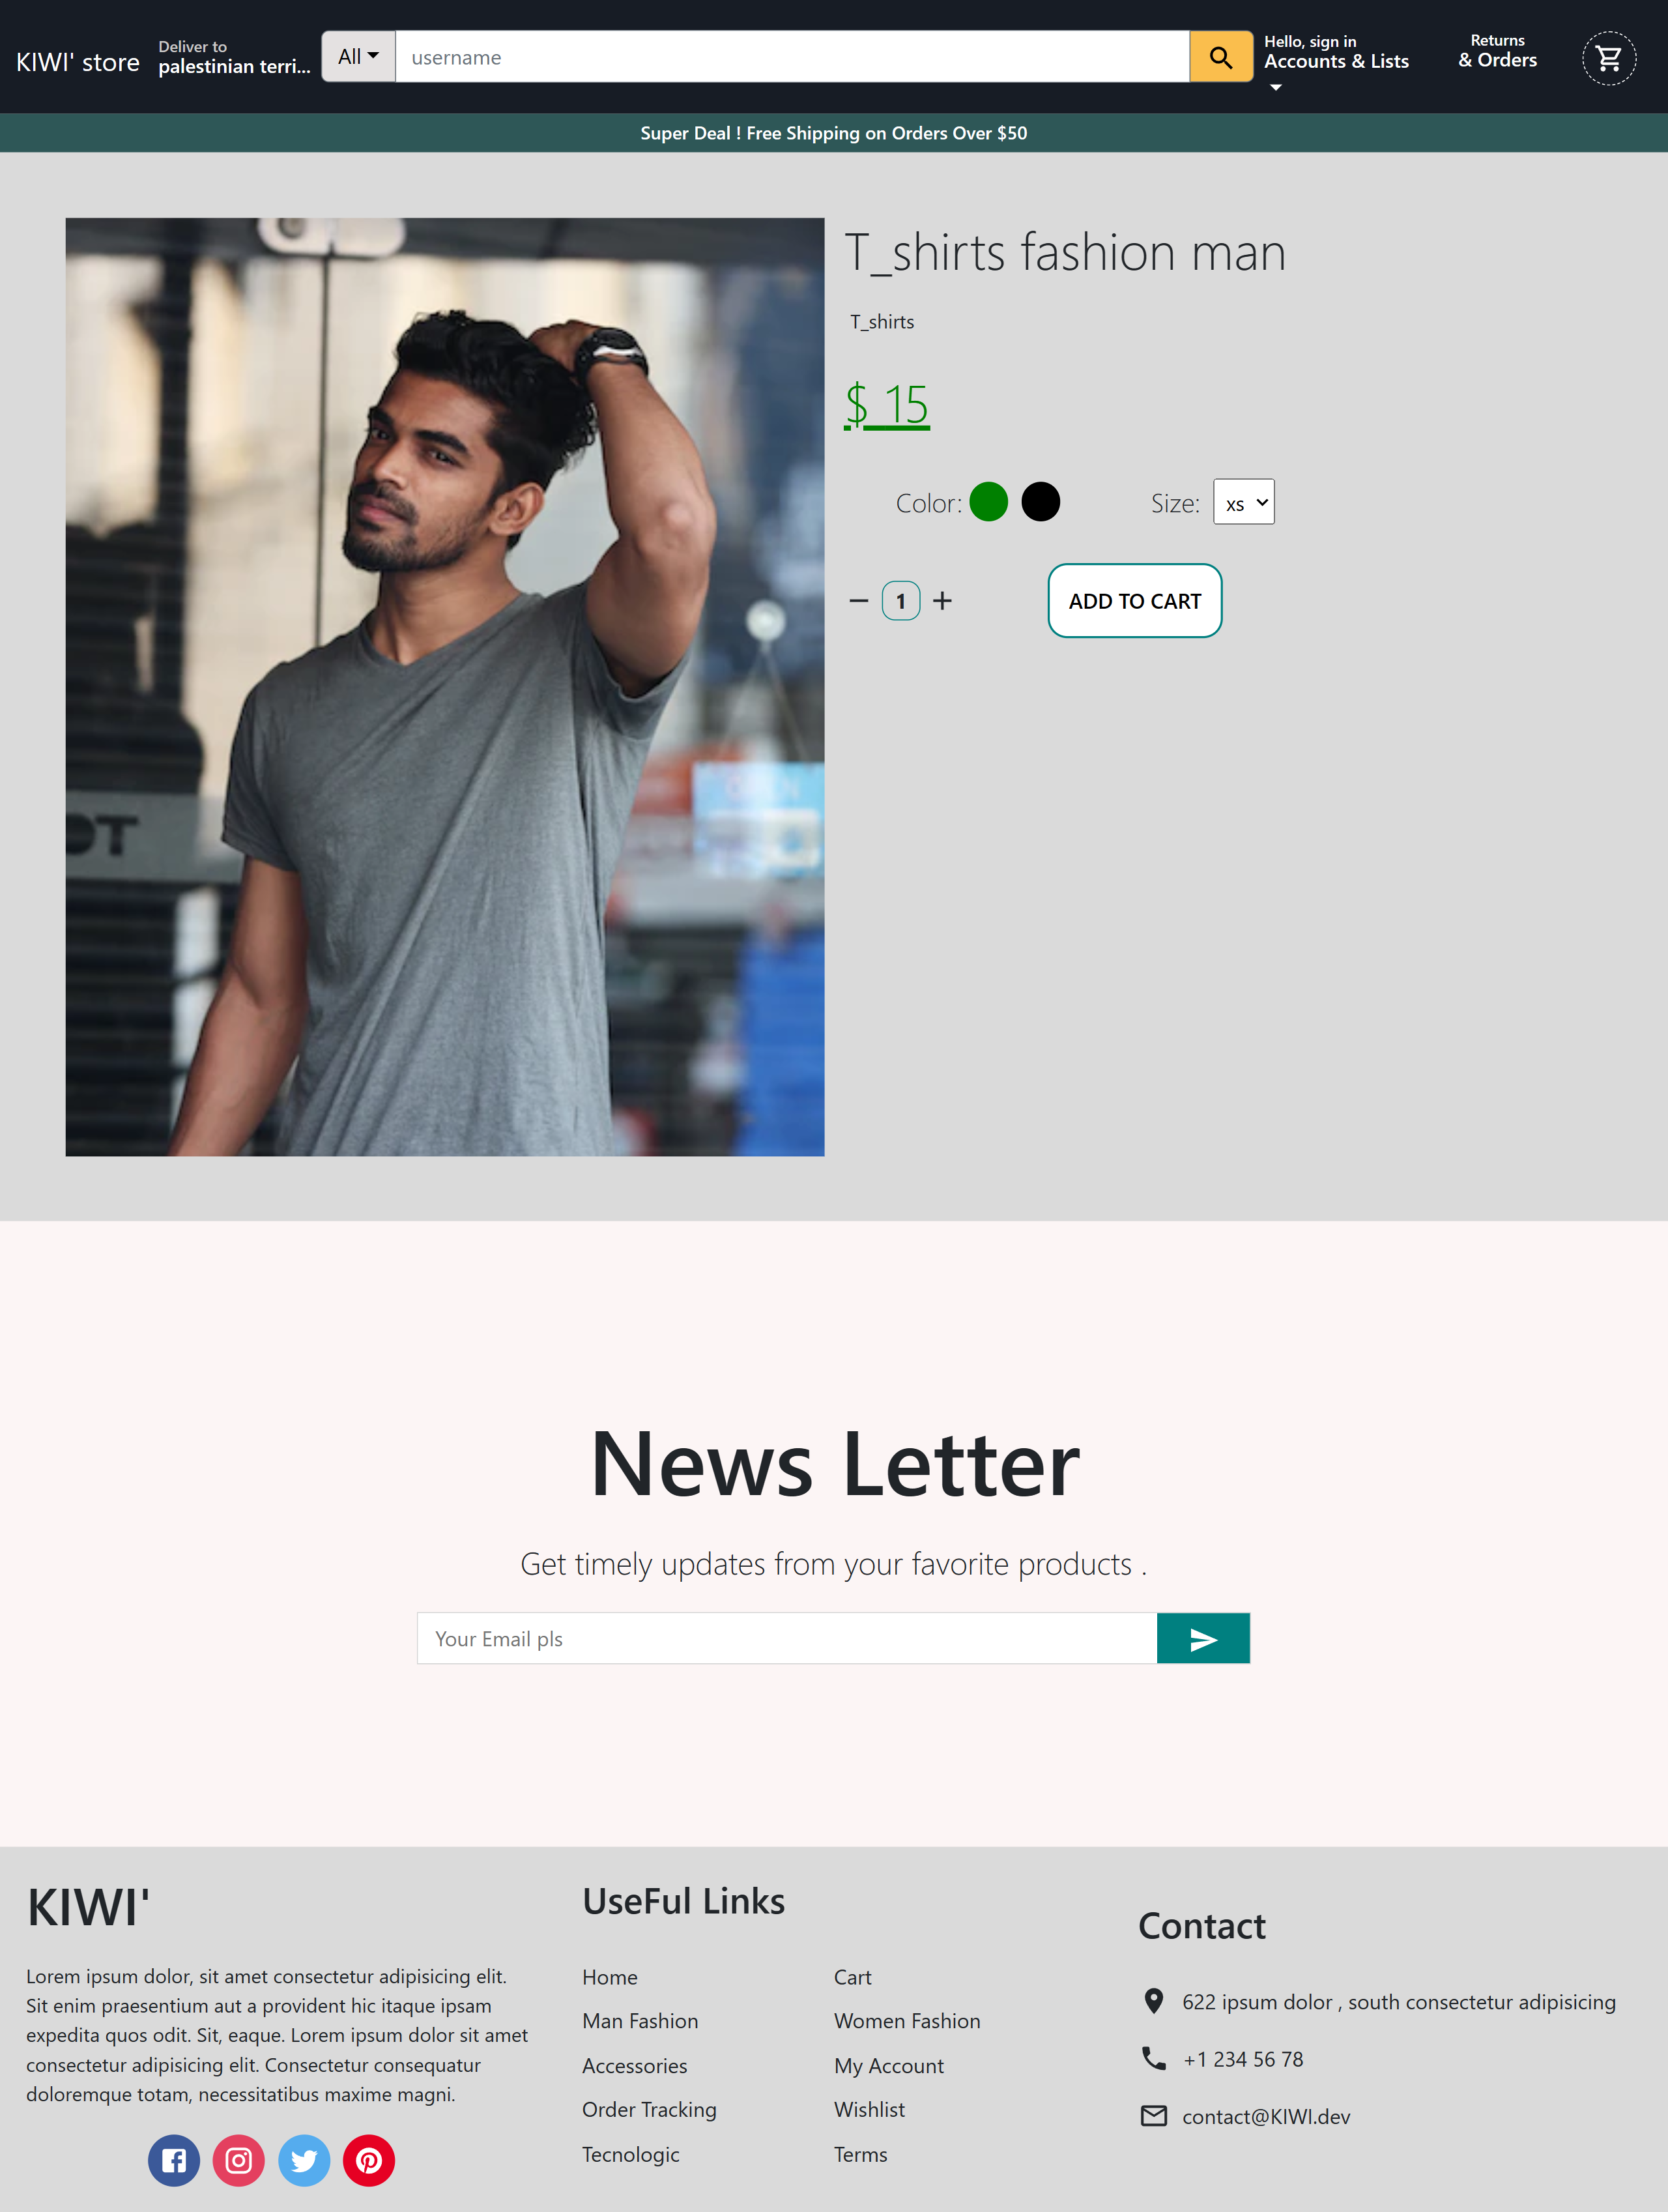 KIWI' store
Deliver to
palestinian terri...
All
username
Hello, sign in
Accounts & Lists
Returns
& Orders
Super Deal ! Free Shipping on Orders Over $50
T_shirts fashion man
T_shirts
$ 15
Color:
Size:
xs
1
ADD TO CART
OT
News Letter
Get timely updates from your favorite products .
Your Email pls
KIWI'
Lorem ipsum dolor, sit amet consectetur adipisicing elit.
Sit enim praesentium aut a provident hic itaque ipsam
expedita quos odit. Sit, eaque. Lorem ipsum dolor sit amet
consectetur adipisicing elit. Consectetur consequatur
doloremque totam, necessitatibus maxime magni.
UseFul Links
Home
Cart
Man Fashion
Women Fashion
Accessories
My Account
Order Tracking
Wishlist
Tecnologic
Terms
Contact
622 ipsum dolor , south consectetur adipisicing
+1 234 56 78
contact@KIWI.dev